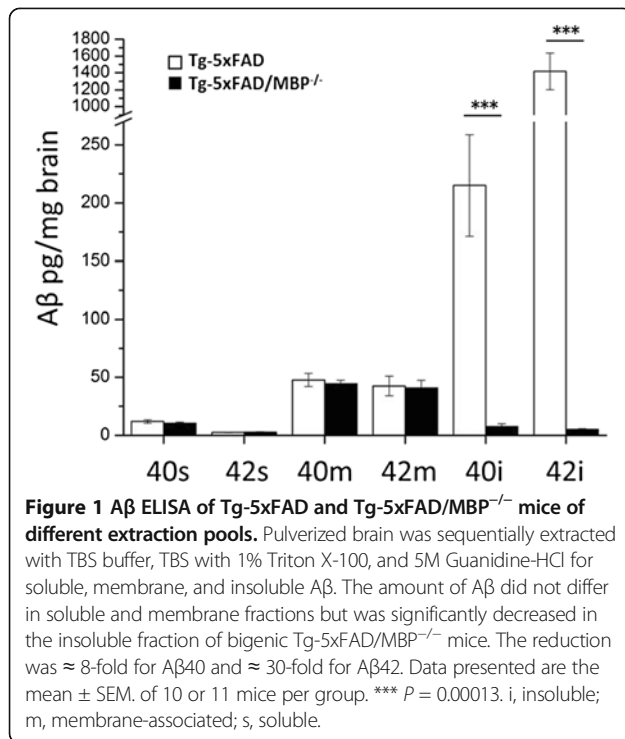 ***
1800
1600
1400
1200
1000
Tg-5xFAD
Tg-5xFAD/MBP-/-
***
250
200
150
100
50
0
Aβ pg/mg brain
40s 42s 40m 42m 40i 42i
Figure 1 Aβ ELISA of Tg-5xFAD and Tg-5xFAD/MBP−/− mice of
different extraction pools. Pulverized brain was sequentially extracted
with TBS buffer, TBS with 1% Triton X-100, and 5M Guanidine-HCl for
soluble, membrane, and insoluble Aβ. The amount of Aβ did not differ
in soluble and membrane fractions but was significantly decreased in
the insoluble fraction of bigenic Tg-5xFAD/MBP−/− mice. The reduction
was ≈ 8-fold for Aβ40 and ≈ 30-fold for Aβ42. Data presented are the
mean ± SEM. of 10 or 11 mice per group. *** P = 0.00013. i, insoluble;
m, membrane-associated; s, soluble.